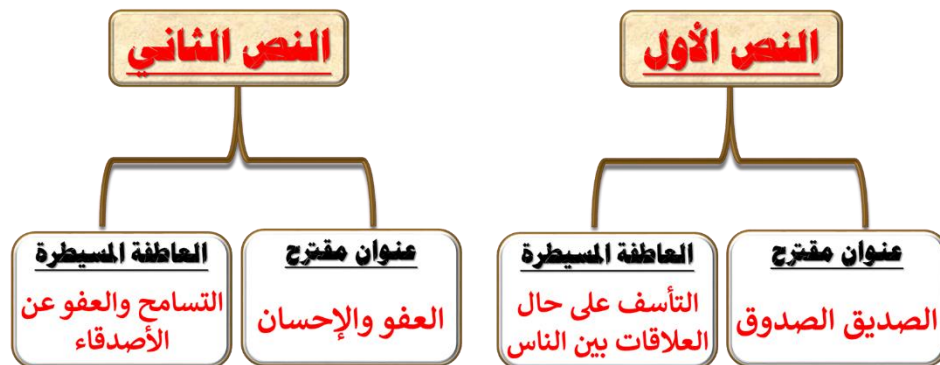 النص الأول
عنوان مقترح
الصديق الصدوق
العاطفة المسيطرة
التأسف على حال
العلاقات بين الناس
النص الثاني
عنوان مقترح
العفو والإحسان
العاطفة المسيطرة
التسامح والعفو عن
الأصدقاء